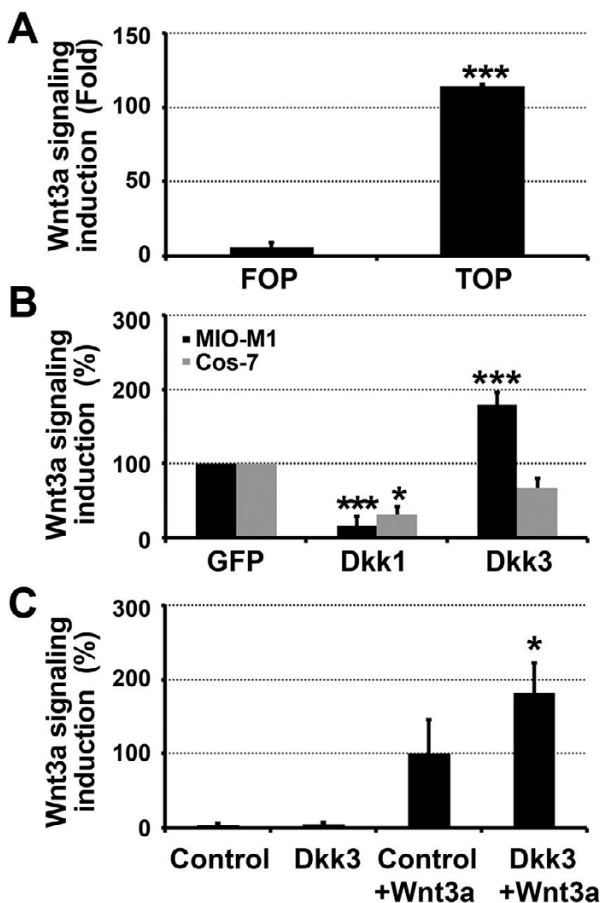 A
Wnt3a signaling
induction (Fold)
150
100
50
0
***
FOP
TOP
B
Wnt3a signaling
induction (%)
300
200
100
0
MIO-M1
Cos-7
***
*
***
GFP
Dkk1
Dkk3
C
Wnt3a signaling
induction (%)
300
200
100
0
*
Control
Dkk3
Control
+Wnt3a
Dkk3
+Wnt3a